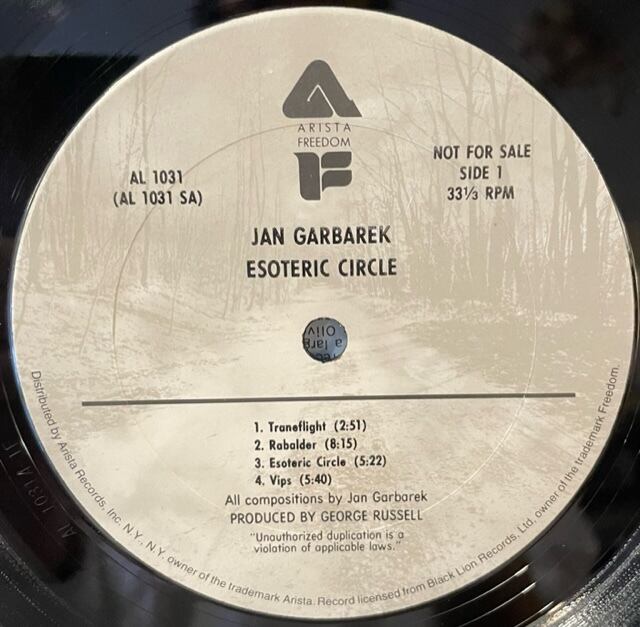 ARISTA
FREEDOM
AL 1031
(AL 1031 SA)
NOT FOR SALE
SIDE 1
33⅓ RPM
JAN GARBAREK
ESOTERIC CIRCLE
1. Traneflight (2:51)
2. Rabalder (8:15)
3. Esoteric Circle (5:22)
4. Vips (5:40)
All compositions by Jan Garbarek
PRODUCED BY GEORGE RUSSELL
"Unauthorized duplication is a
violation of applicable laws."
Distributed by Arista Records, Inc. N.Y., N.Y. owner of the trademark Arista. Record licensed from Black Lion Records, Ltd. owner of the trademark Freedom.